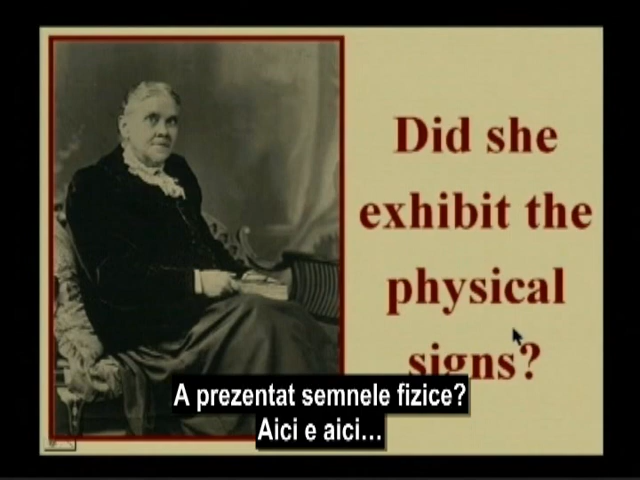 Did she
exhibit the
physical
signs?
A prezentat semnele fizice?
Aici e aici...